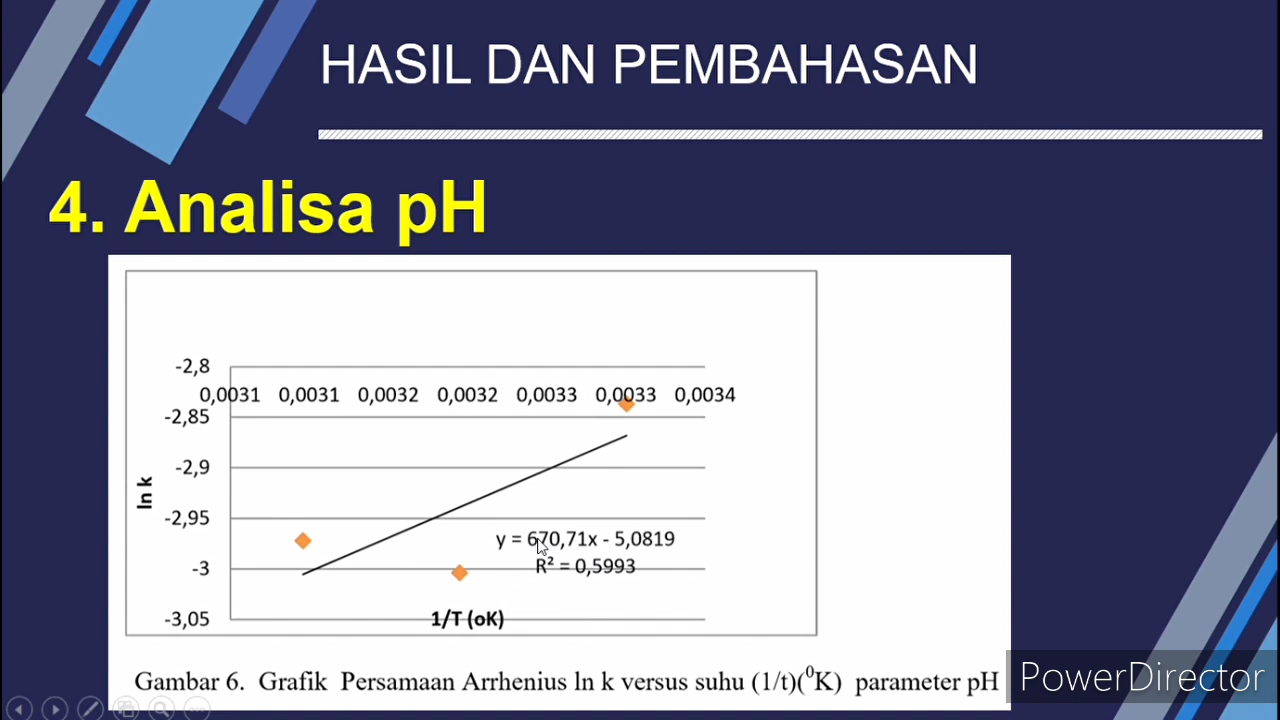 HASIL DAN PEMBAHASAN
4. Analisa pH
-2,8
0,0031 0,0031 0,0032 0,0032 0,0033 0,0033 0,0034
-2,85
-2,9
ln k
-2,95
y = 670,71x - 5,0819
R² = 0,5993
-3
-3,05
1/T (oK)
Gambar 6. Grafik Persamaan Arrhenius ln k versus suhu (1/t)(⁰K) parameter pH
PowerDirector